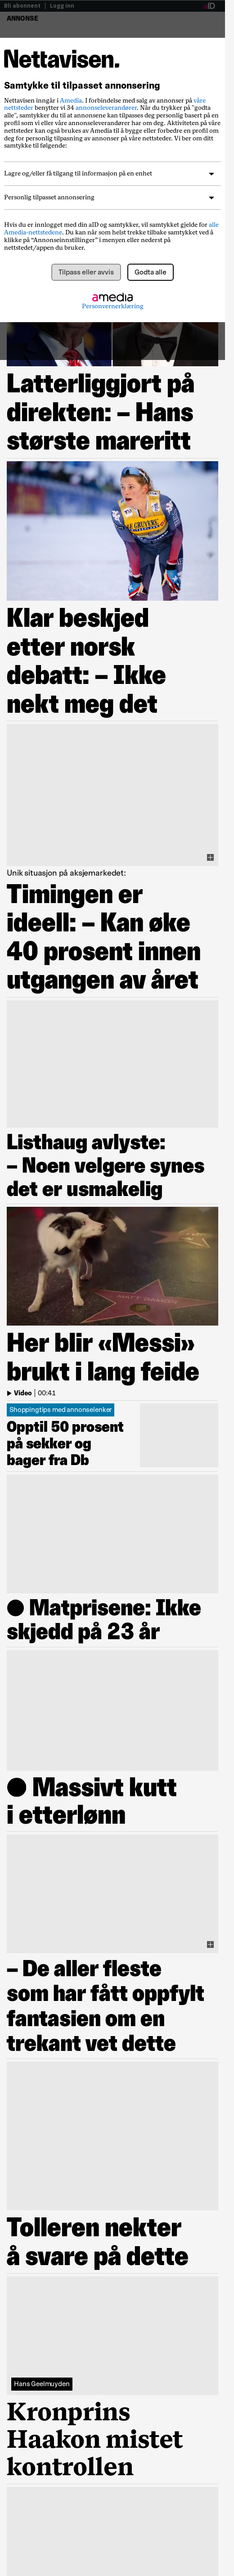 Bli abonnent | Logg inn
aID
ANNONSE
Nettavisen.
Samtykke til tilpasset annonsering
Nettavisen inngår i Amedia. I forbindelse med salg av annonser på våre
nettsteder benytter vi 34 annonseleverandører. Når du trykker på "godta
alle", samtykker du til at annonsene kan tilpasses deg personlig basert på en
profil som vi eller våre annonseleverandører har om deg. Aktiviteter på våre
nettsteder kan også brukes av Amedia til å bygge eller forbedre en profil om
deg for personlig tilpasning av annonser på våre nettsteder. Vi ber om ditt
samtykke til følgende:
Lagre og/eller få tilgang til informasjon på en enhet
Personlig tilpasset annonsering
Hvis du er innlogget med din aID og samtykker, vil samtykket gjelde for alle
Amedia-nettstedene. Du kan når som helst trekke tilbake samtykket ved å
klikke på “Annonseinnstillinger” i menyen eller nederst på
nettstedet/appen du bruker.
Tilpass eller avvis
Godta alle
amedia
Personvernerklæring
Latterliggjort på
direkten: – Hans
største mareritt
Klar beskjed
etter norsk
debatt: – Ikke
nekt meg det
Unik situasjon på aksjemarkedet:
Timingen er
ideell: – Kan øke
40 prosent innen
utgangen av året
Listhaug avlyste:
– Noen velgere synes
det er usmakelig
Her blir «Messi»
brukt i lang feide
Video | 00:41
Shoppingtips med annonselenker
Opptil 50 prosent
på sekker og
bager fra Db
● Matprisene: Ikke
skjedd på 23 år
● Massivt kutt
i etterlønn
– De aller fleste
som har fått oppfylt
fantasien om en
trekant vet dette
Tolleren nekter
å svare på dette
Hans Geelmuyden
Kronprins
Haakon mistet
kontrollen